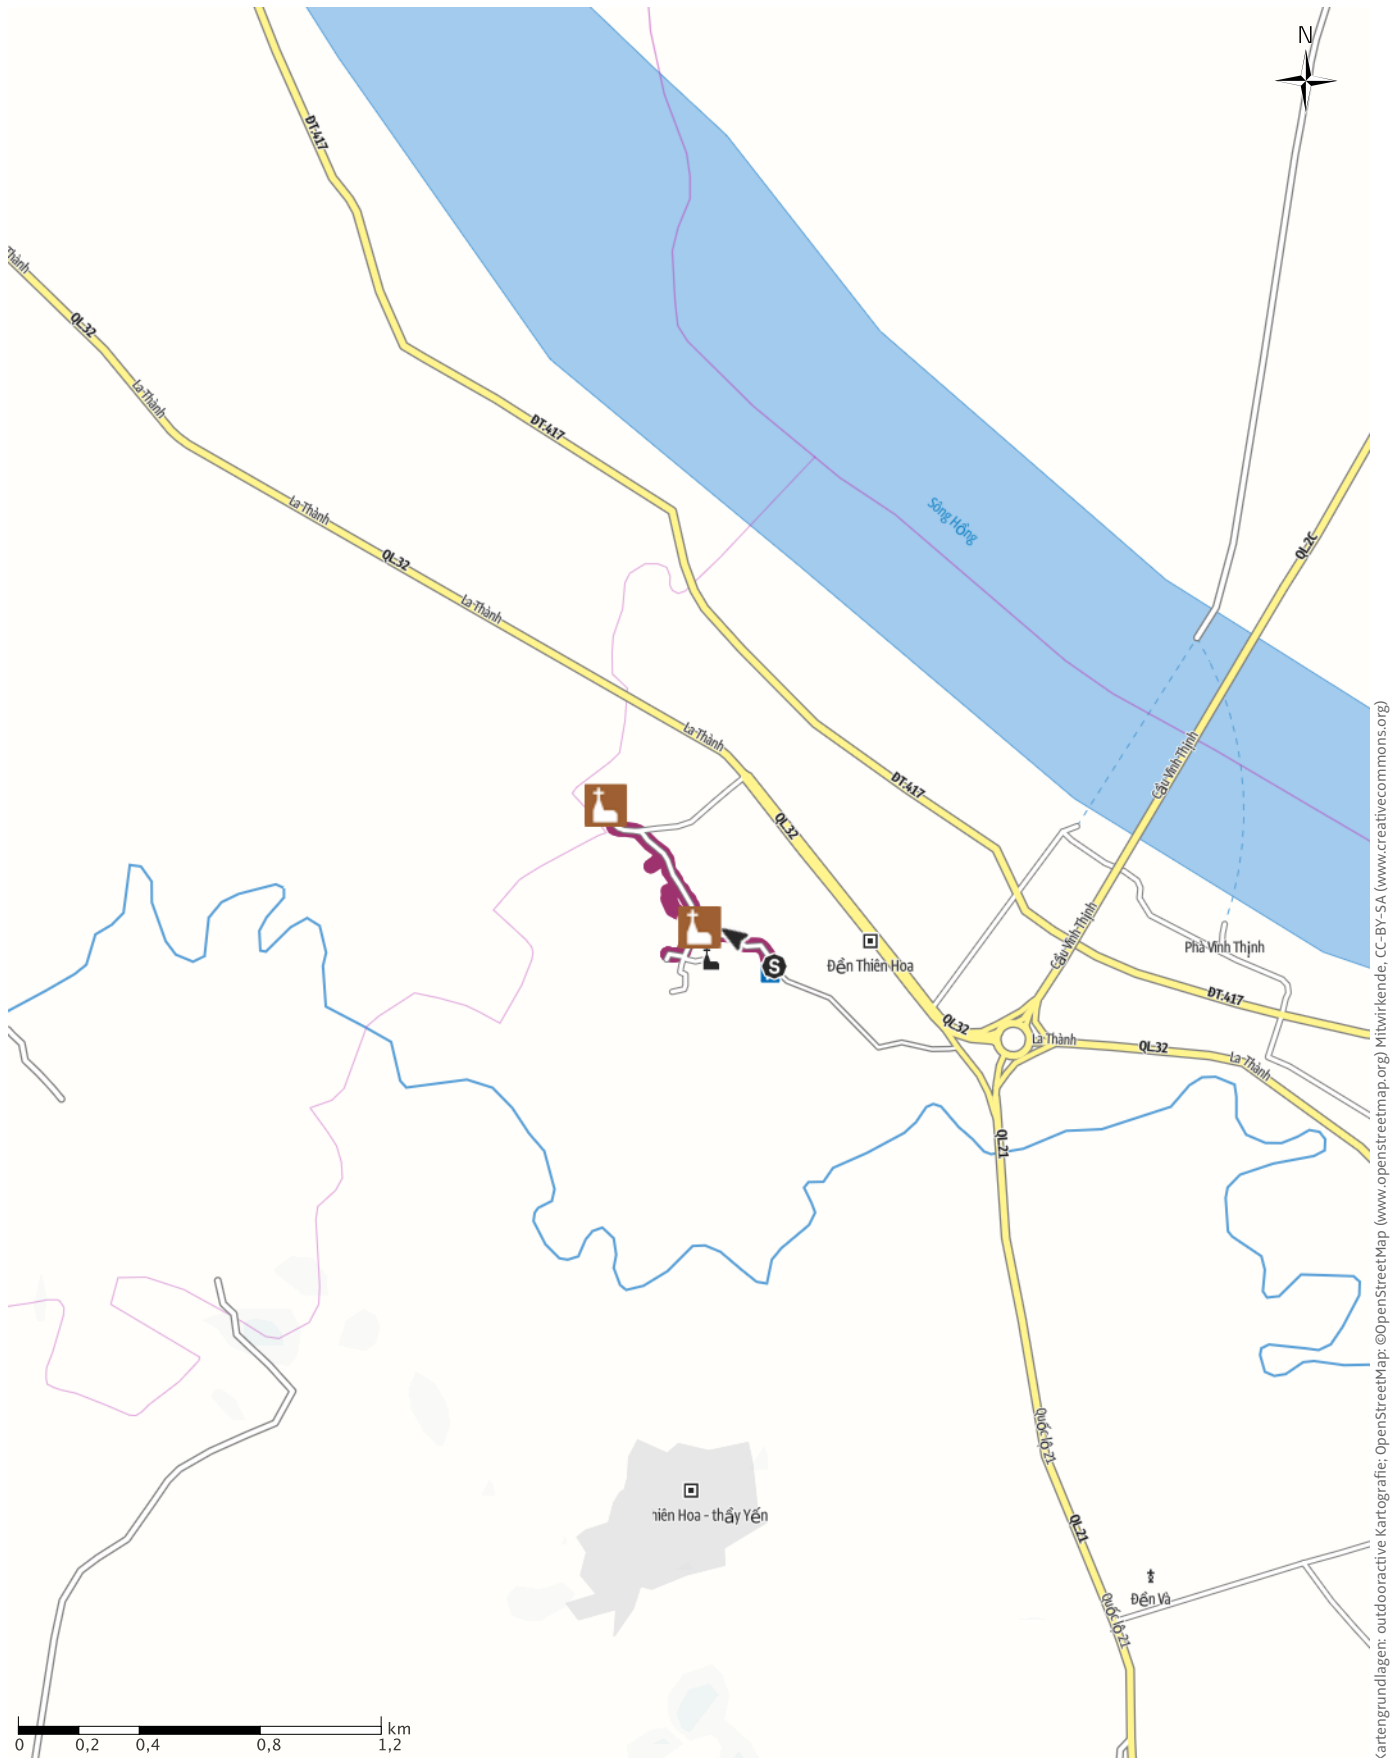 N
ĐT.417
Thành
QL.32
La Thành
ĐT.417
La Thành
QL.32
Sông Hồng
QL.2C
La Thành
La Thành
Cầu Vĩnh Thịnh
ĐT.417
QL.32
Cầu Vĩnh Thịnh
Phà Vĩnh Thịnh
Đền Thiên Hoa
S
ĐT.417
QL.32
La Thành
QL.32
La Thành
QL.21
Quốc lộ 21
hiên Hoa - thầy Yến
QL.21
Đền Và
Quốc lộ 21
km
0 0,2 0,4 0,8 1,2
Kartengrundlagen: outdooractive Kartografie; OpenStreetMap: ©OpenStreetMap (www.openstreetmap.org) Mitwirkende, CC-BY-SA (www.creativecommons.org)